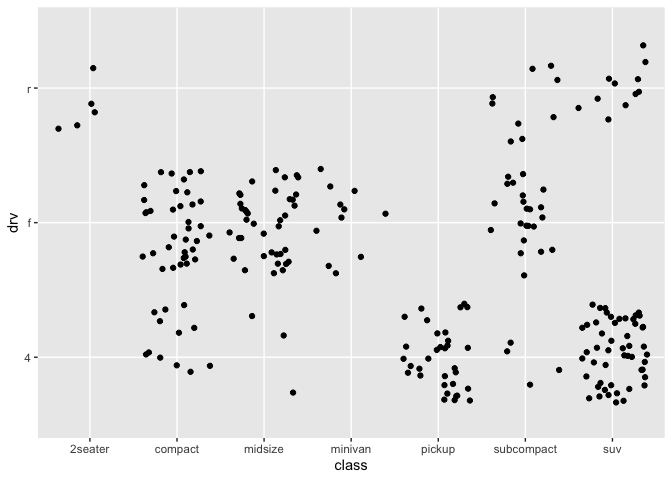 r
f
drv
4
2seater compact midsize minivan pickup subcompact suv
class